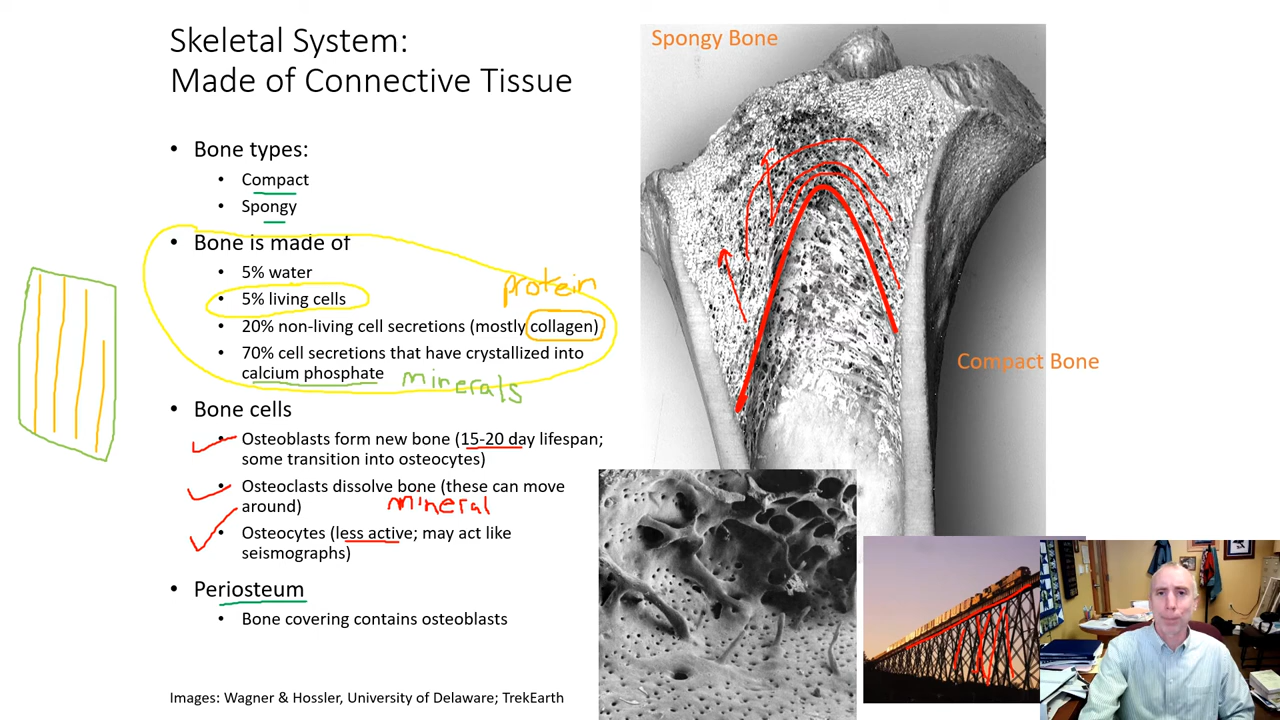 Skeletal System:
Made of Connective Tissue
• Bone types:
• Compact
• Spongy
• Bone is made of
• 5% water
• 5% living cells
protein
• 20% non-living cell secretions (mostly collagen)
• 70% cell secretions that have crystallized into
calcium phosphate
minerals
• Bone cells
• Osteoblasts form new bone (15-20 day lifespan;
some transition into osteocytes)
• Osteoclasts dissolve bone (these can move
around)
mineral
• Osteocytes (less active; may act like
seismographs)
• Periosteum
• Bone covering contains osteoblasts
Images: Wagner & Hossler, University of Delaware; TrekEarth
Spongy Bone
Compact Bone